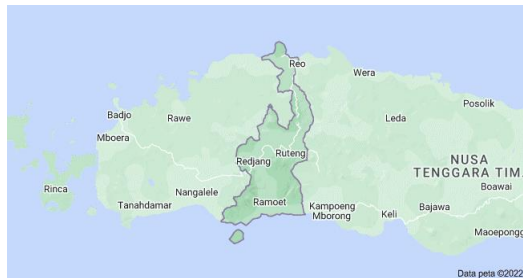 Reo
Wera
Posolik
Badjo
Rawe
Leda
Mboera
Ruteng
Redjang
NUSA
TENGGARA TIM
Boawai
Rinca
Nangalele
Ramoet
Kampoeng
Mborong
Bajawa
Tanahdamar
Keli
Maoepongg
Data peta ©2022